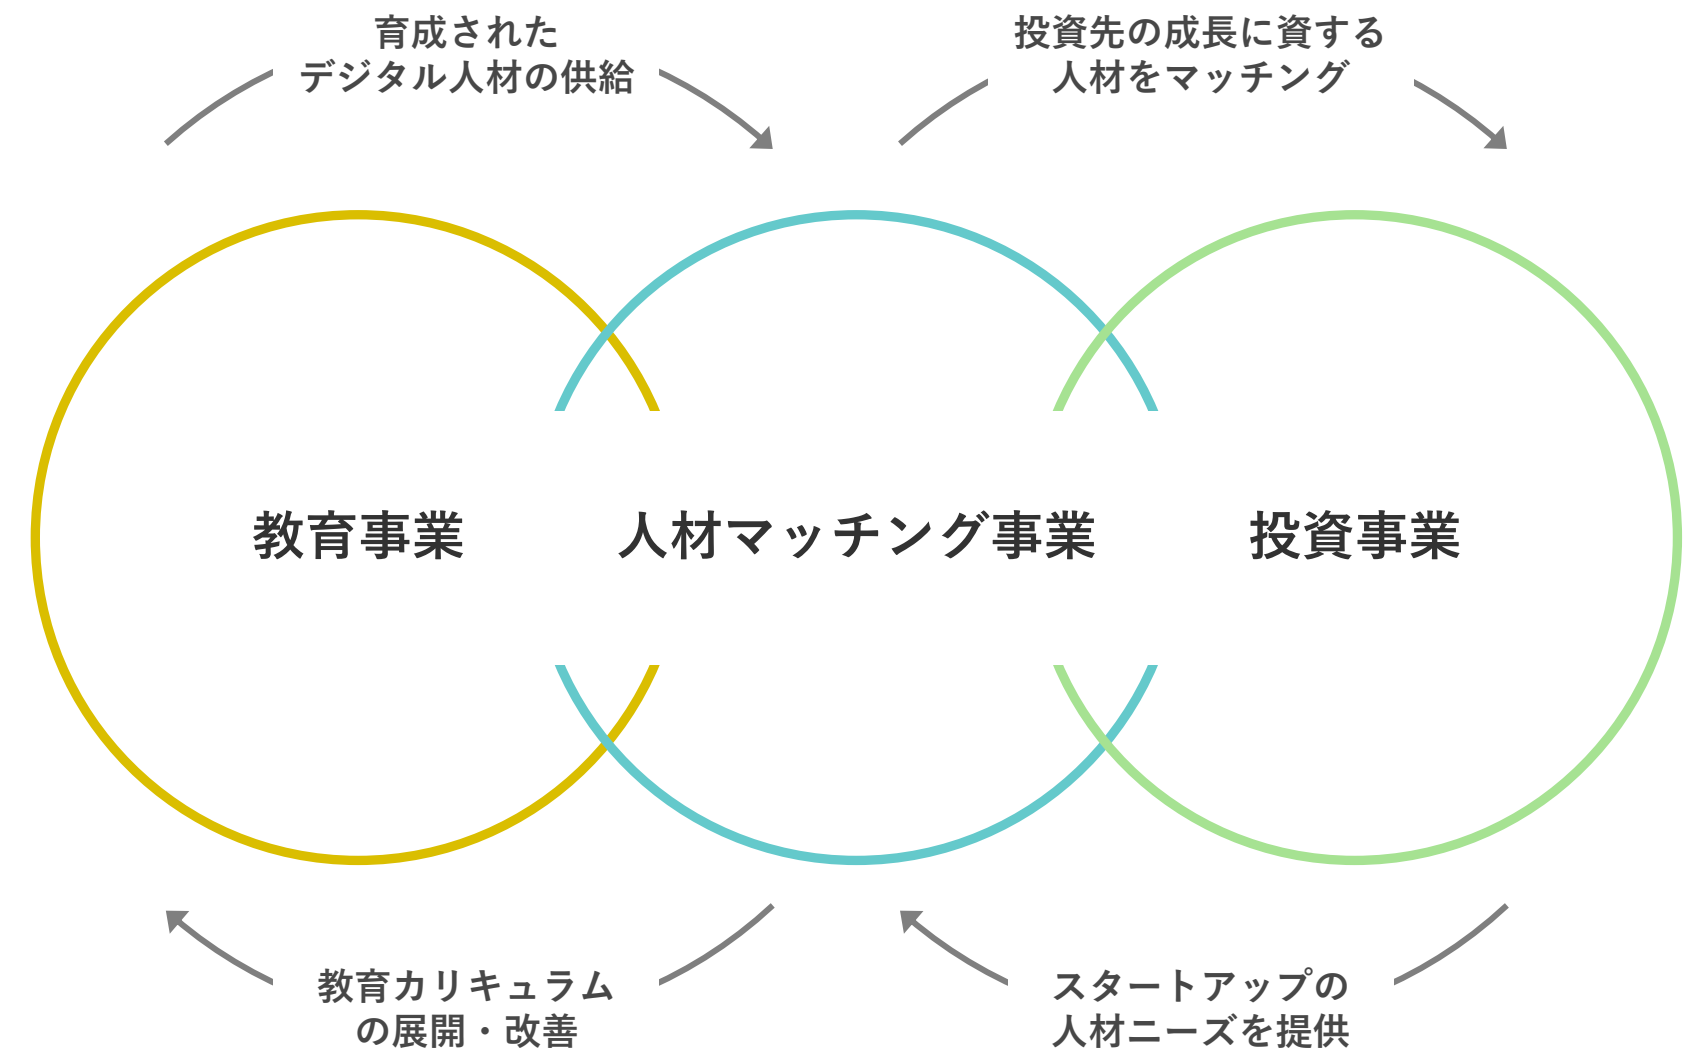 育成された
デジタル人材の供給
投資先の成長に資する
人材をマッチング
教育事業
人材マッチング事業
投資事業
教育カリキュラム
の展開・改善
スタートアップの
人材ニーズを提供